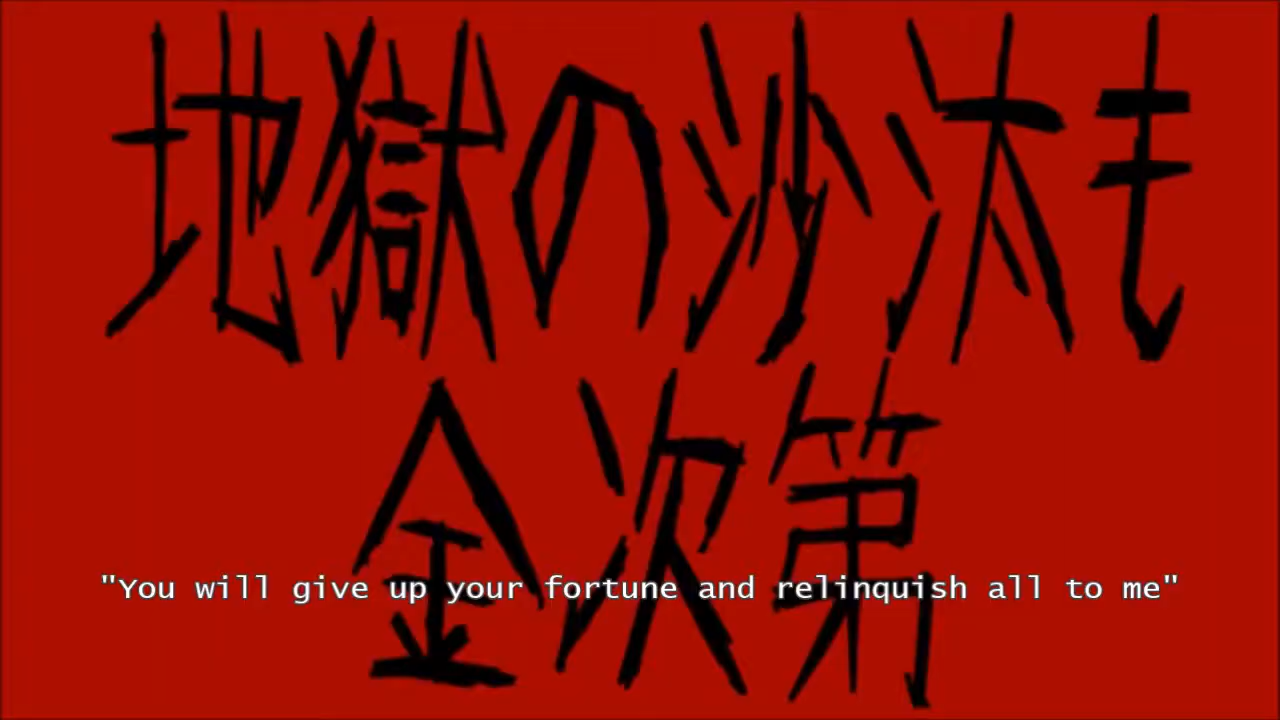 地獄の沙汰も
金次第
"You will give up your fortune and relinquish all to me"